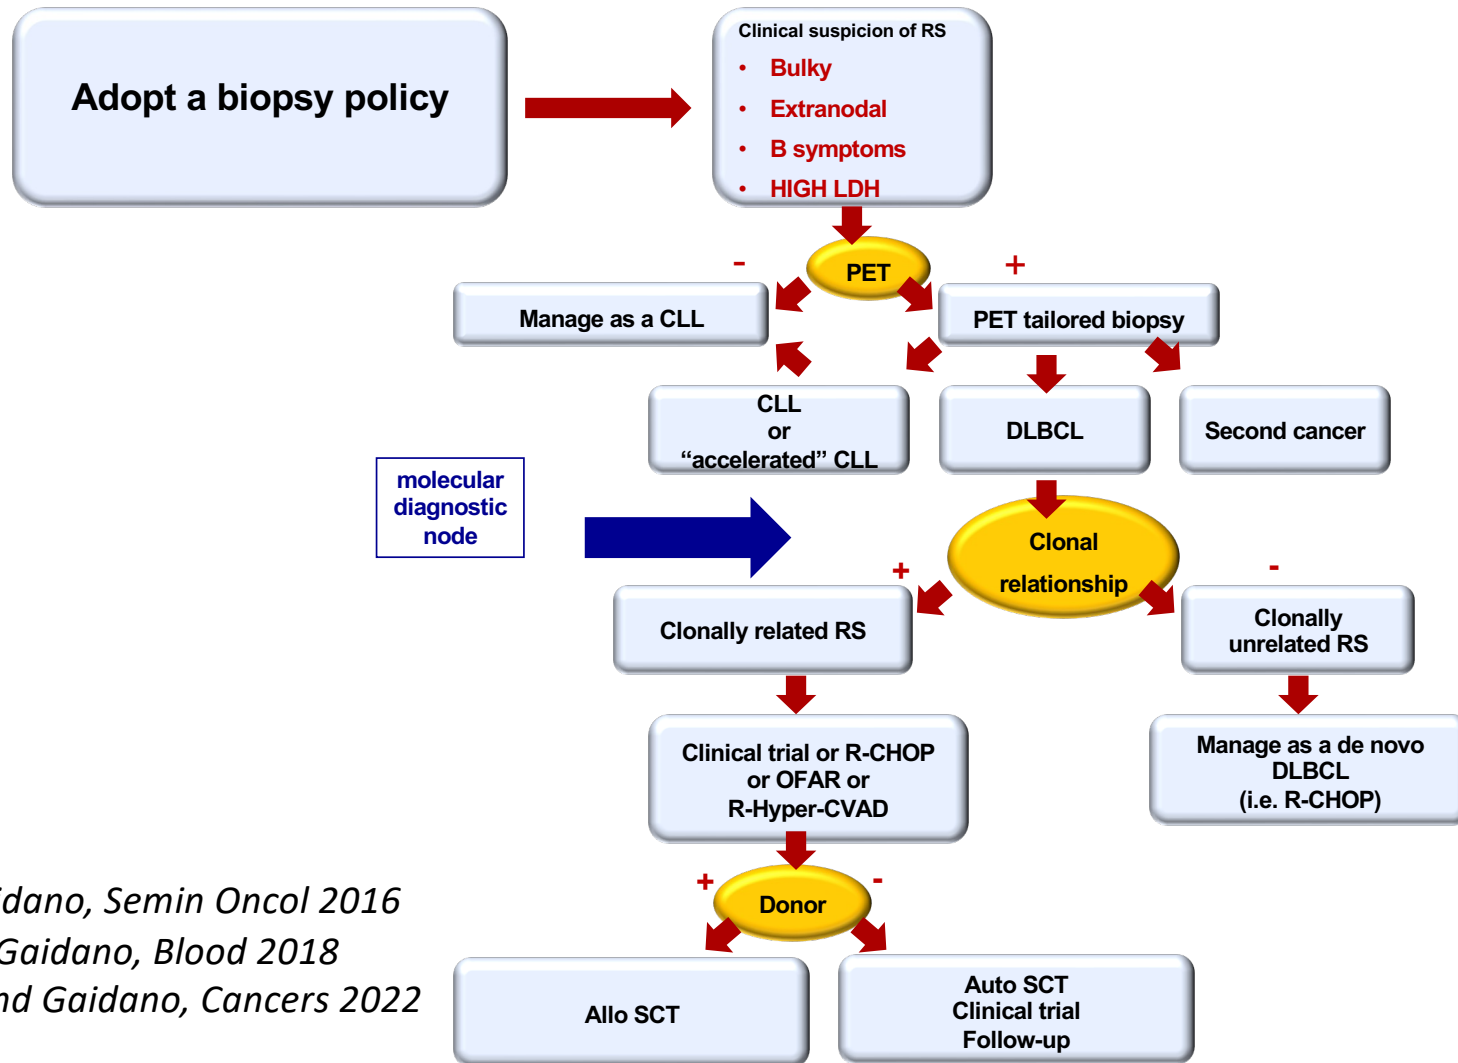 Adopt a biopsy policy
Clinical suspicion of RS
• Bulky
• Extranodal
• B symptoms
• HIGH LDH
PET
-
+
Manage as a CLL
PET tailored biopsy
CLL
or
“accelerated” CLL
DLBCL
Second cancer
molecular
diagnostic
node
Clonal
relationship
+
-
Clonally related RS
Clonally
unrelated RS
Clinical trial or R-CHOP
or OFAR or
R-Hyper-CVAD
Manage as a de novo
DLBCL
(i.e. R-CHOP)
+
-
Donor
Allo SCT
Auto SCT
Clinical trial
Follow-up
Semin Oncol 2016
Gaidano, Blood 2018
Gaidano, Cancers 2022